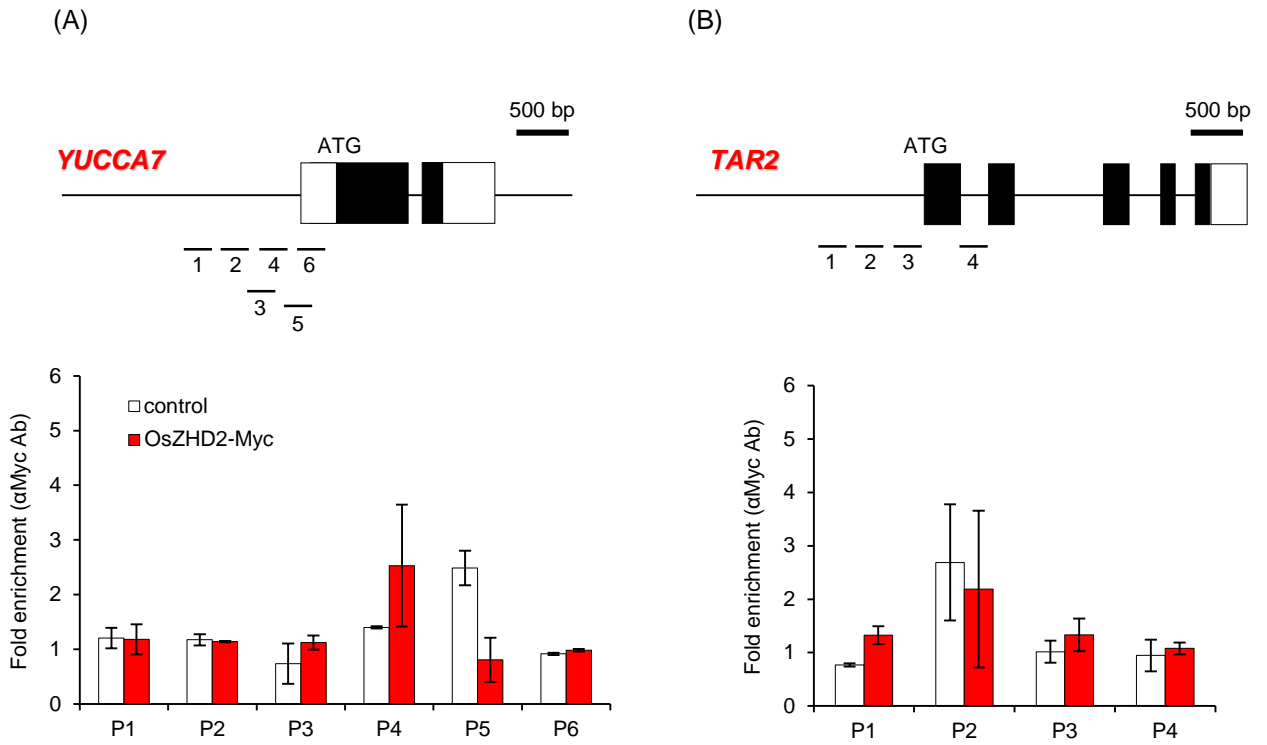 (A)
500 bp
ATG
YUCCA7
1 2 4 6
3
5
6
5
4
3
2
1
0
Fold enrichment (αMyc Ab)
control
OsZHD2-Myc
P1 P2 P3 P4 P5 P6
(B)
500 bp
ATG
TAR2
1 2 3 4
6
5
4
3
2
1
0
Fold enrichment (αMyc Ab)
P1 P2 P3 P4